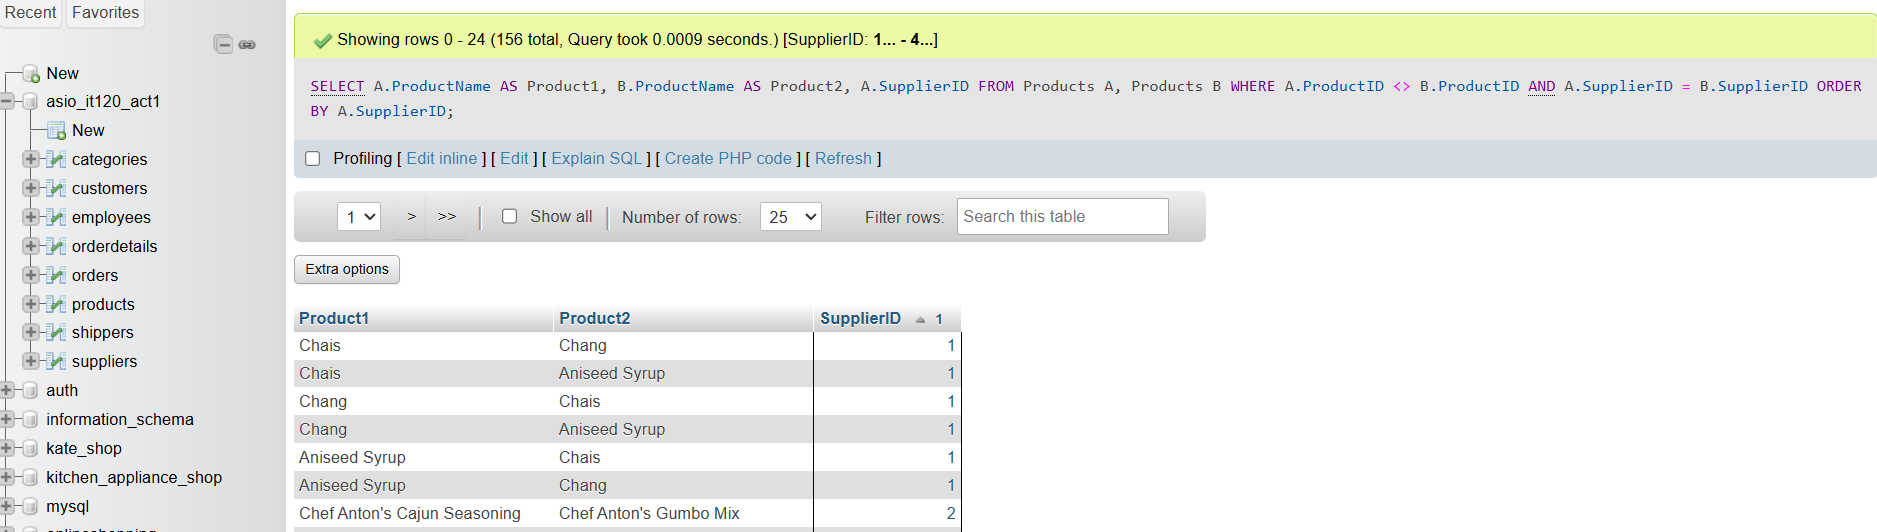 Recent Favorites
New
asio_it120_act1
New
categories
customers
employees
orderdetails
orders
products
shippers
suppliers
auth
information_schema
kate_shop
kitchen_appliance_shop
mysql
Showing rows 0 - 24 (156 total, Query took 0.0009 seconds.) [SupplierID: 1... - 4...]
SELECT A.ProductName AS Product1, B.ProductName AS Product2, A.SupplierID FROM Products A, Products B WHERE A.ProductID <> B.ProductID AND A.SupplierID = B.SupplierID ORDER
BY A.SupplierID;
Profiling [ Edit inline ] [ Edit ] [ Explain SQL ] [ Create PHP code ] [ Refresh ]
1 > >> Show all Number of rows: 25 Filter rows: Search this table
Extra options
Product1 Product2 SupplierID 1
Chais Chang 1
Chais Aniseed Syrup 1
Chang Chais 1
Chang Aniseed Syrup 1
Aniseed Syrup Chais 1
Aniseed Syrup Chang 1
Chef Anton's Cajun Seasoning Chef Anton's Gumbo Mix 2